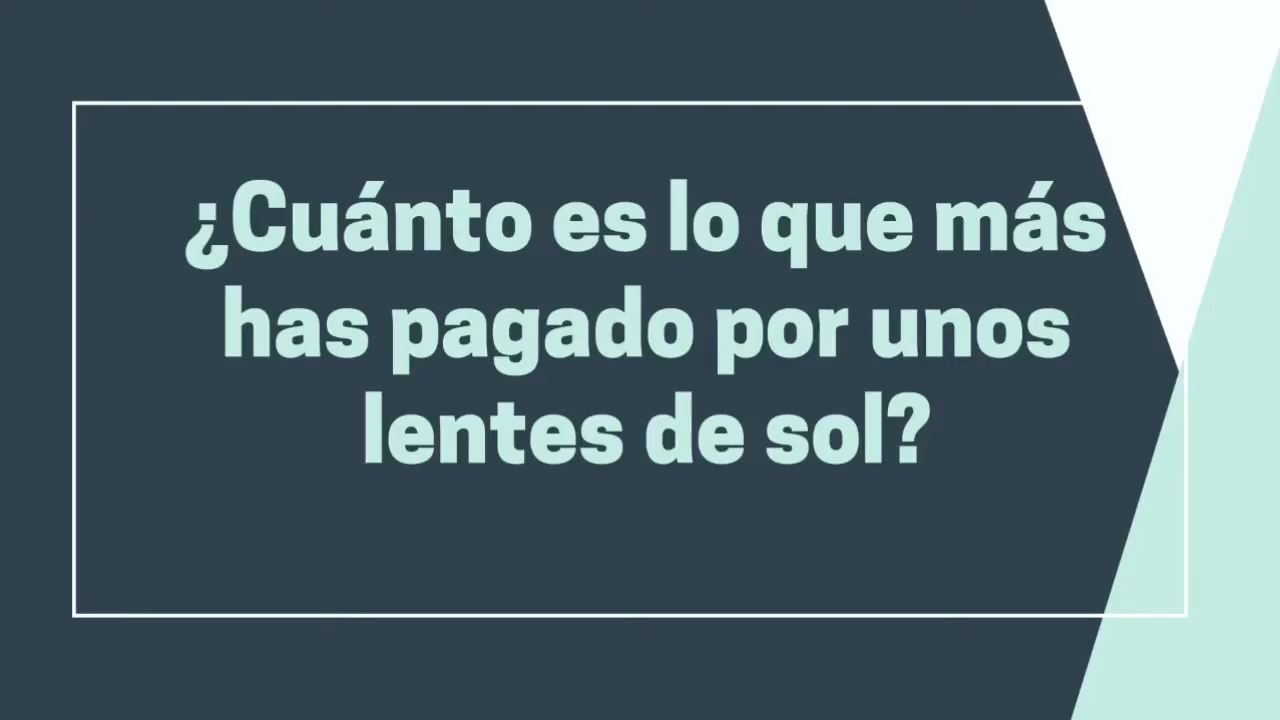 ¿Cuánto es lo que más
has pagado por unos
lentes de sol?